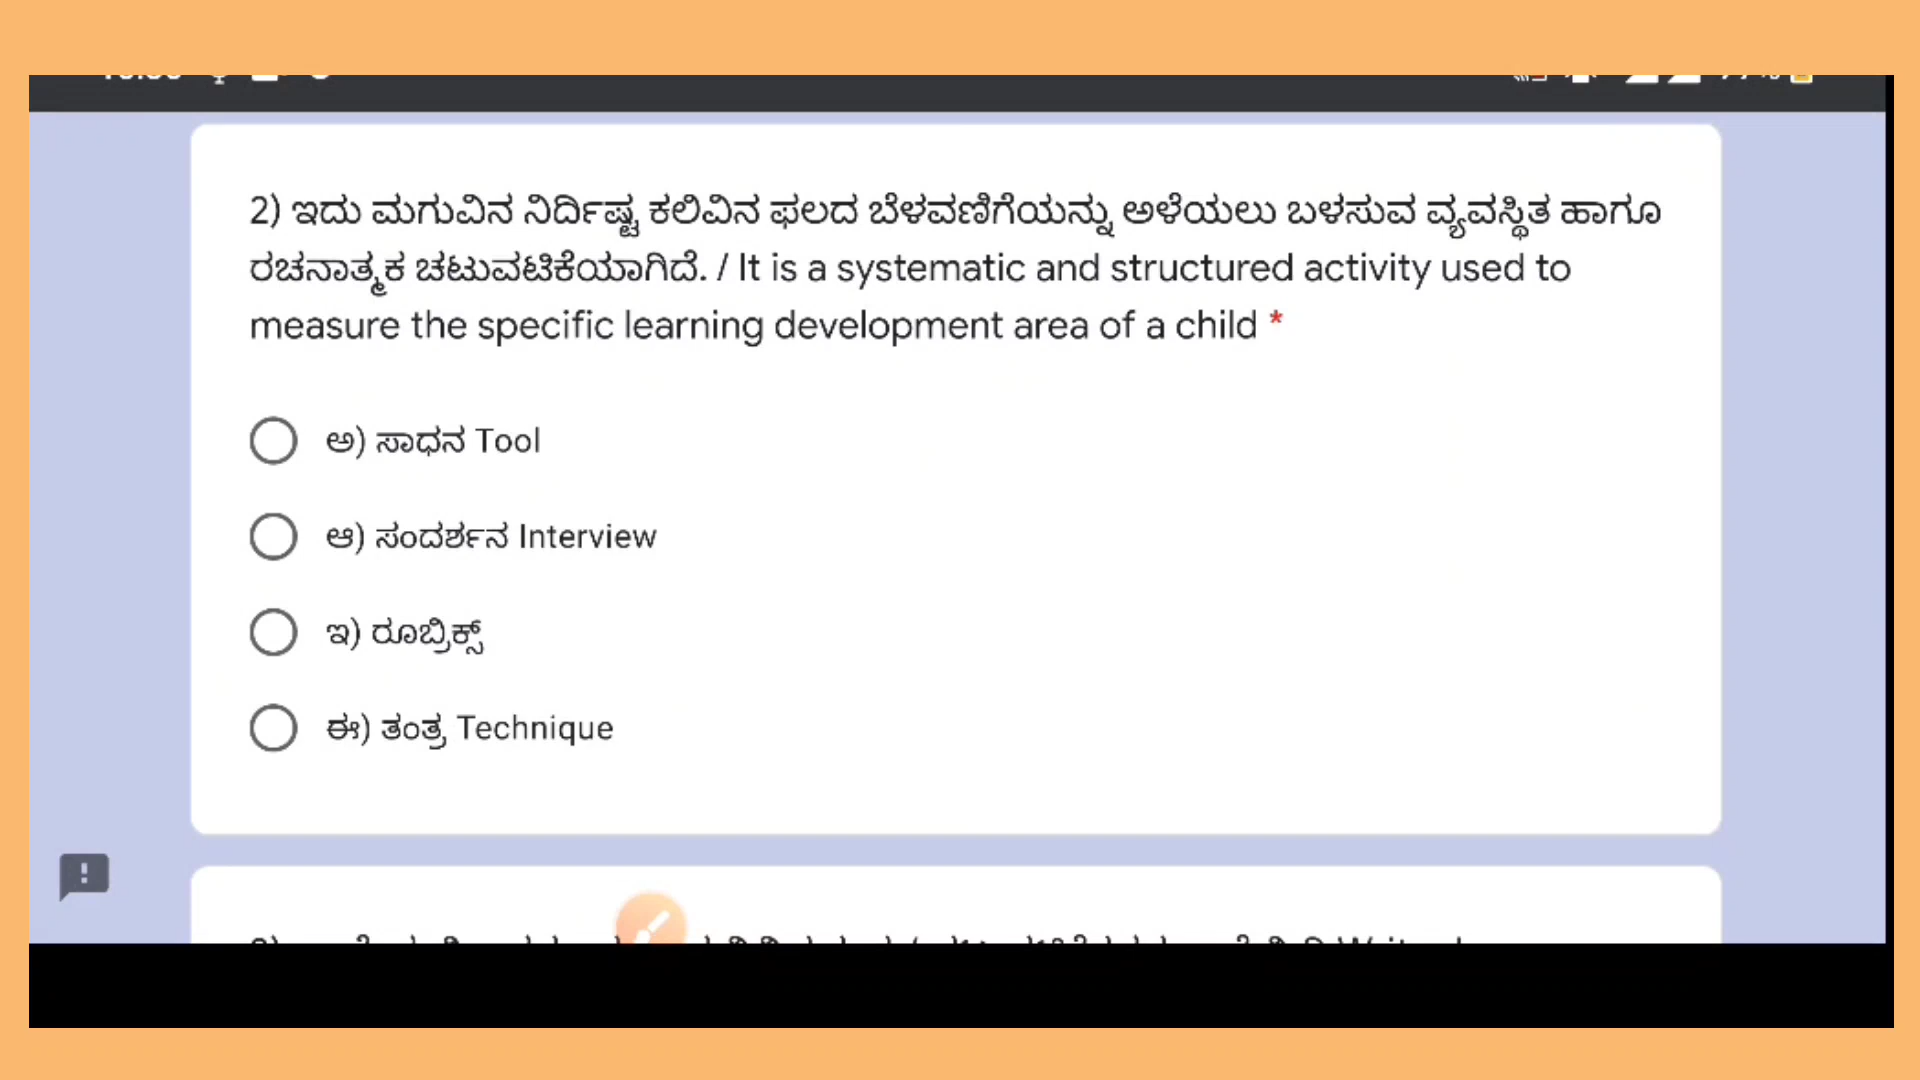 2) ಇದು ಮಗುವಿನ ನಿರ್ದಿಷ್ಟ ಕಲಿವಿನ ಫಲದ ಬೆಳವಣಿಗೆಯನ್ನು ಅಳೆಯಲು ಬಳಸುವ ವ್ಯವಸ್ಥಿತ ಹಾಗೂ
ರಚನಾತ್ಮಕ ಚಟುವಟಿಕೆಯಾಗಿದೆ. / It is a systematic and structured activity used to
measure the specific learning development area of a child *
ಅ) ಸಾಧನ Tool
ಆ) ಸಂದರ್ಶನ Interview
ಇ) ರೂಬ್ರಿಕ್ಸ್
ಈ) ತಂತ್ರ Technique